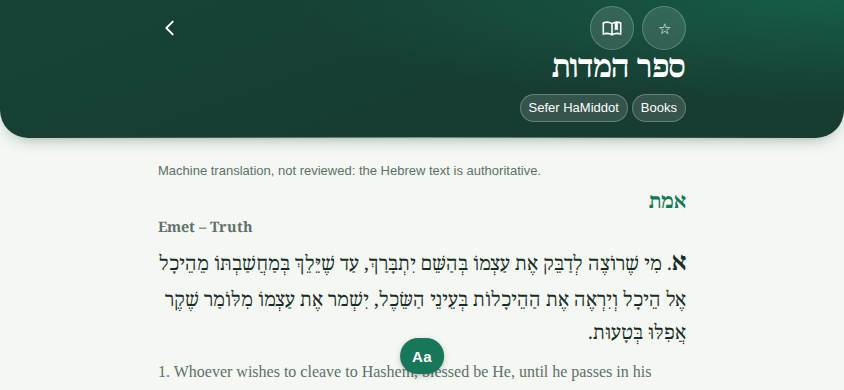 ספר המדות
Sefer HaMiddot
Books
Machine translation, not reviewed: the Hebrew text is authoritative.
אמת
Emet – Truth
א. מִי שֶׁרוֹצֶה לְדַבֵּק אֶת עַצְמוֹ בְּהַשֵּׁם יִתְבָּרַךְ, עַד שֶׁיֵּלֵךְ בְּמַחֲשַׁבְתּוֹ מֵהֵיכָל
אֶל הֵיכָל וְיִרְאֶה אֶת הַהֵיכָלוֹת בְּעֵינֵי הַשֵּׂכֶל, יִשְׁמֹר אֶת עַצְמוֹ מִלּוֹמַר שֶׁקֶר
אֲפִלּוּ בְּטָעוּת.
Aa
1. Whoever wishes to cleave to Hashem, blessed be He, until he passes in his